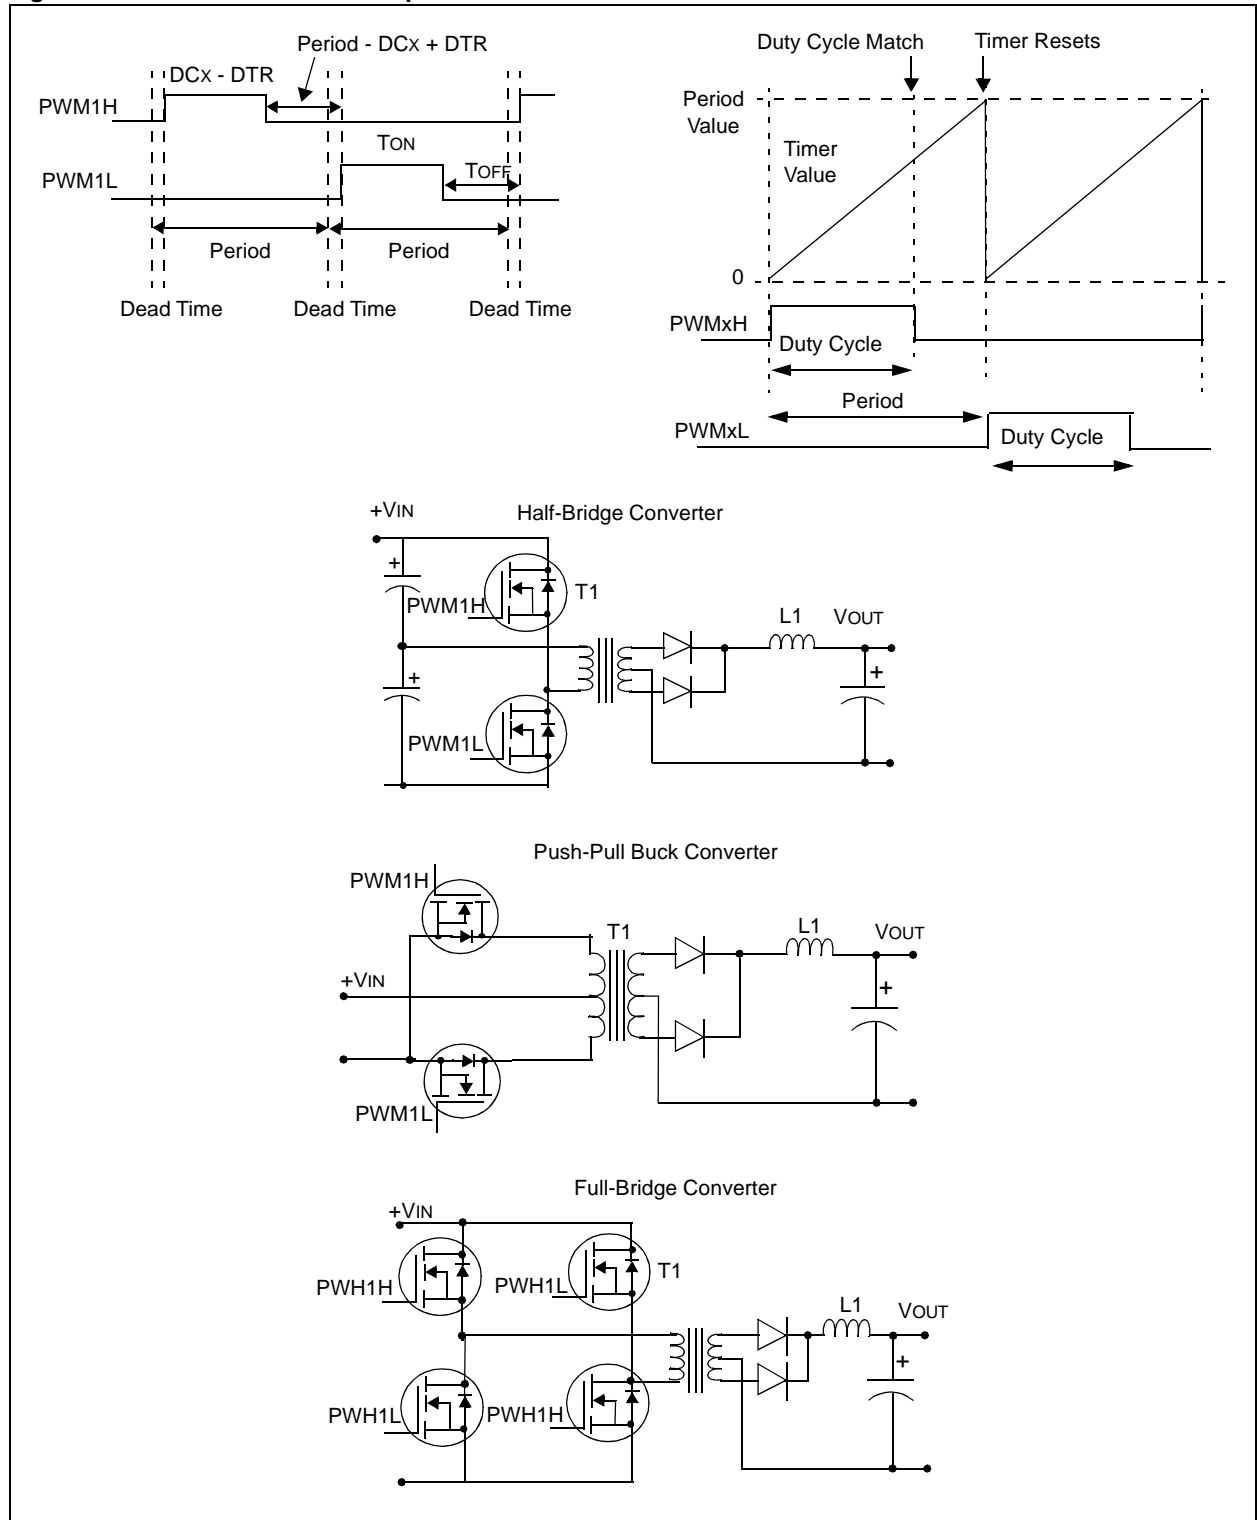 Period - DCX + DTR
DCX - DTR
PWM1H
TON
TOFF
PWM1L
Period
Period
Dead Time
Dead Time
Dead Time
Duty Cycle Match
Timer Resets
Period
Value
Timer
Value
0
PWMxH
Duty Cycle
Period
PWMxL
Duty Cycle
+VIN
Half-Bridge Converter
+
T1
PWM1H
L1
VOUT
+
+
PWM1L
Push-Pull Buck Converter
PWM1H
T1
L1
VOUT
+VIN
+
PWM1L
Full-Bridge Converter
+VIN
PWH1H
PWH1L
T1
L1
VOUT
+
PWH1L
PWH1H